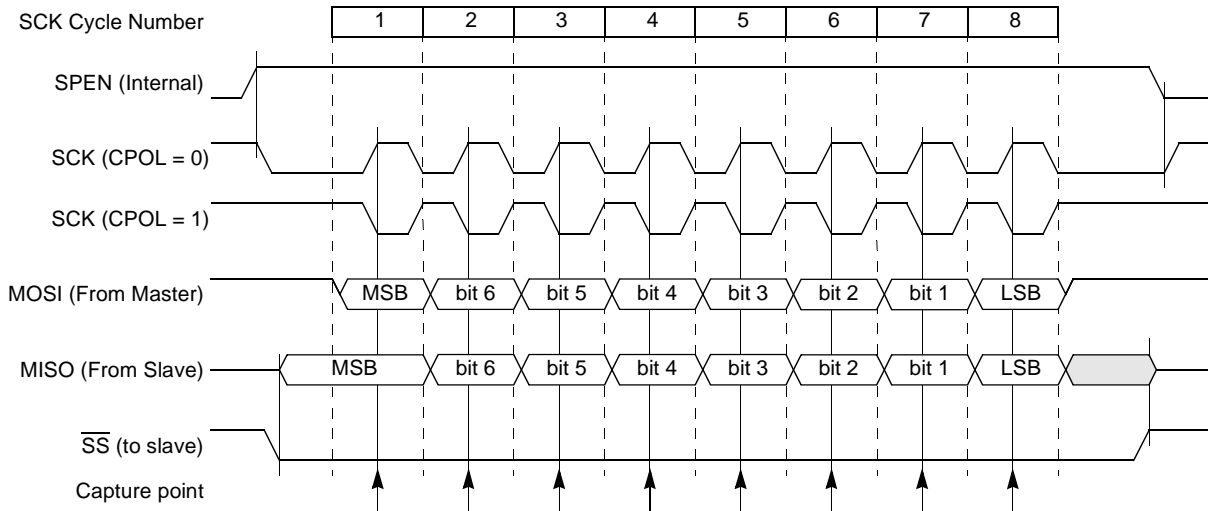 SCK Cycle Number 1 2 3 4 5 6 7 8
SPEN (Internal)
SCK (CPOL = 0)
SCK (CPOL = 1)
MOSI (From Master) MSB bit 6 bit 5 bit 4 bit 3 bit 2 bit 1 LSB
MISO (From Slave) MSB bit 6 bit 5 bit 4 bit 3 bit 2 bit 1 LSB
SS (to slave)
Capture point